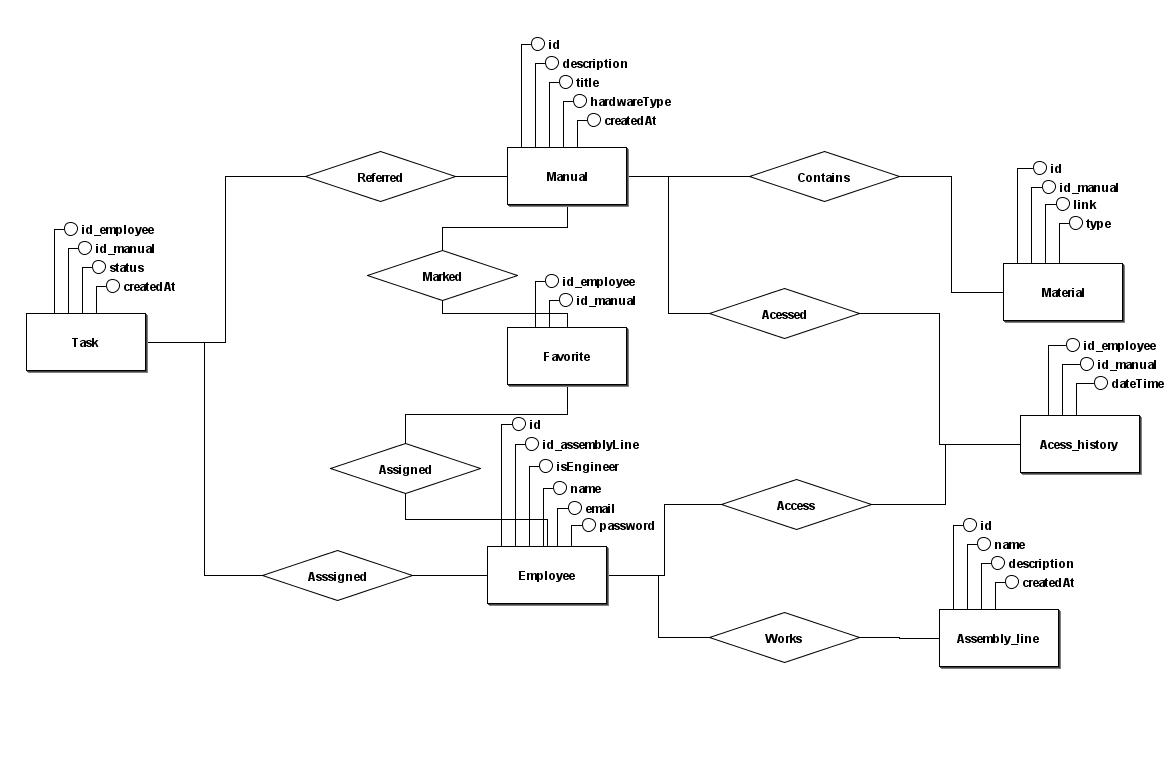 id
description
title
hardwareType
createdAt
Manual
Referred
Contains
id
id_manual
link
type
Material
id_employee
id_manual
status
createdAt
Task
Marked
id_employee
id_manual
Favorite
Acessed
id_employee
id_manual
dateTime
Acess_history
Assigned
id
id_assemblyLine
isEngineer
name
email
password
Employee
Asssigned
Access
id
name
description
createdAt
Assembly_line
Works